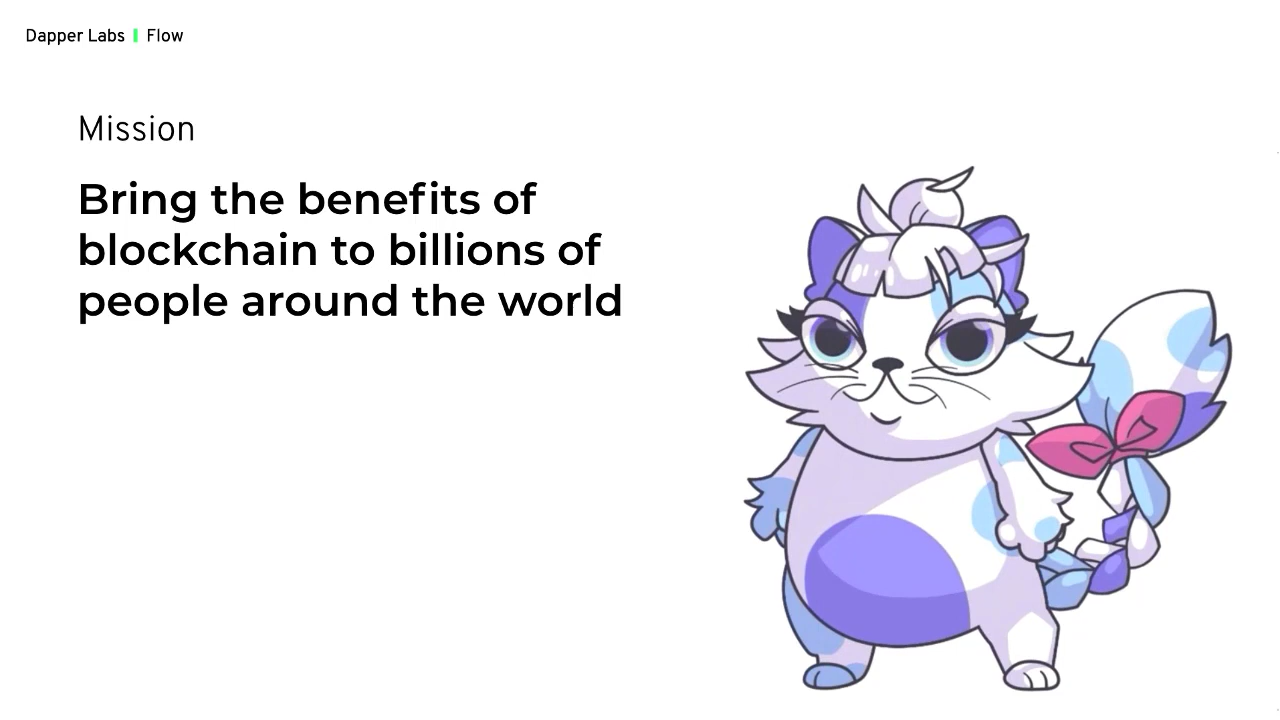 Dapper Labs | Flow
Mission
Bring the benefits of
blockchain to billions of
people around the world